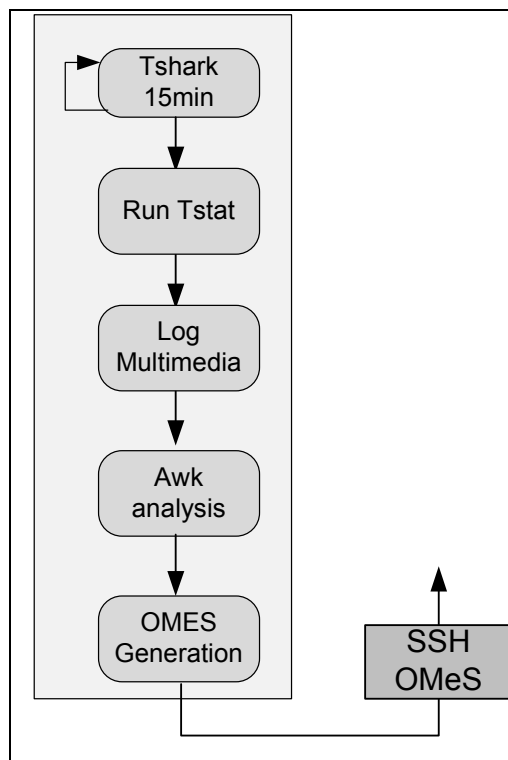 Tshark
15min
Run Tstat
Log
Multimedia
Awk
analysis
OMES
Generation
SSH
OMeS